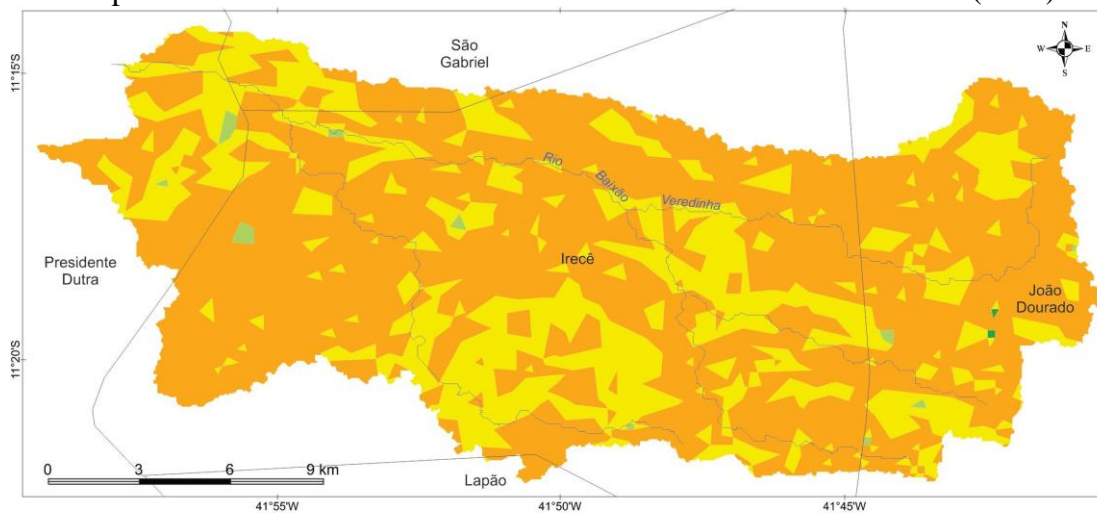 N
W E
S
São
Gabriel
11°15'S
Rio
Baixão
Veredinha
Irecê
Presidente
Dutra
João
Dourado
11°20'S
0 3 6 9 km
Lapão
41°55'W 41°50'W 41°45'W